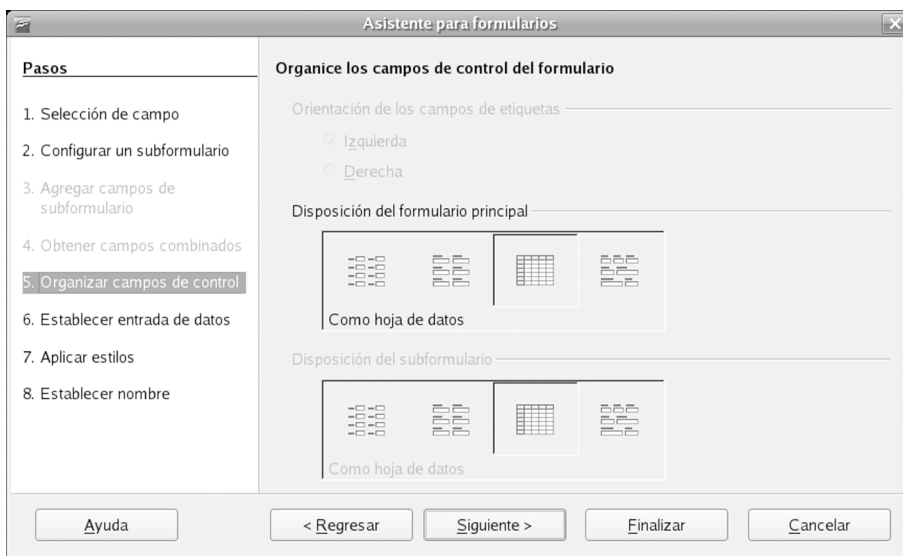 Asistente para formularios
Pasos
1. Selección de campo
2. Configurar un subformulario
3. Agregar campos de
subformulario
4. Obtener campos combinados
5. Organizar campos de control
6. Establecer entrada de datos
7. Aplicar estilos
8. Establecer nombre
Organice los campos de control del formulario
Orientación de los campos de etiquetas
Izquierda
Derecha
Disposición del formulario principal
Como hoja de datos
Disposición del subformulario
Como hoja de datos
Ayuda
< Regresar
Siguiente >
Finalizar
Cancelar